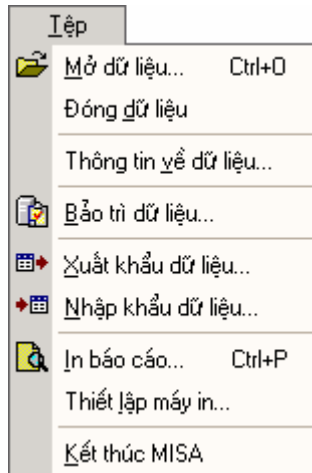 Tệp
Mở dữ liệu... Ctrl+O
Đóng dữ liệu
Thông tin về dữ liệu...
Bảo trì dữ liệu...
Xuất khẩu dữ liệu...
Nhập khẩu dữ liệu...
In báo cáo... Ctrl+P
Thiết lập máy in...
Kết thúc MISA